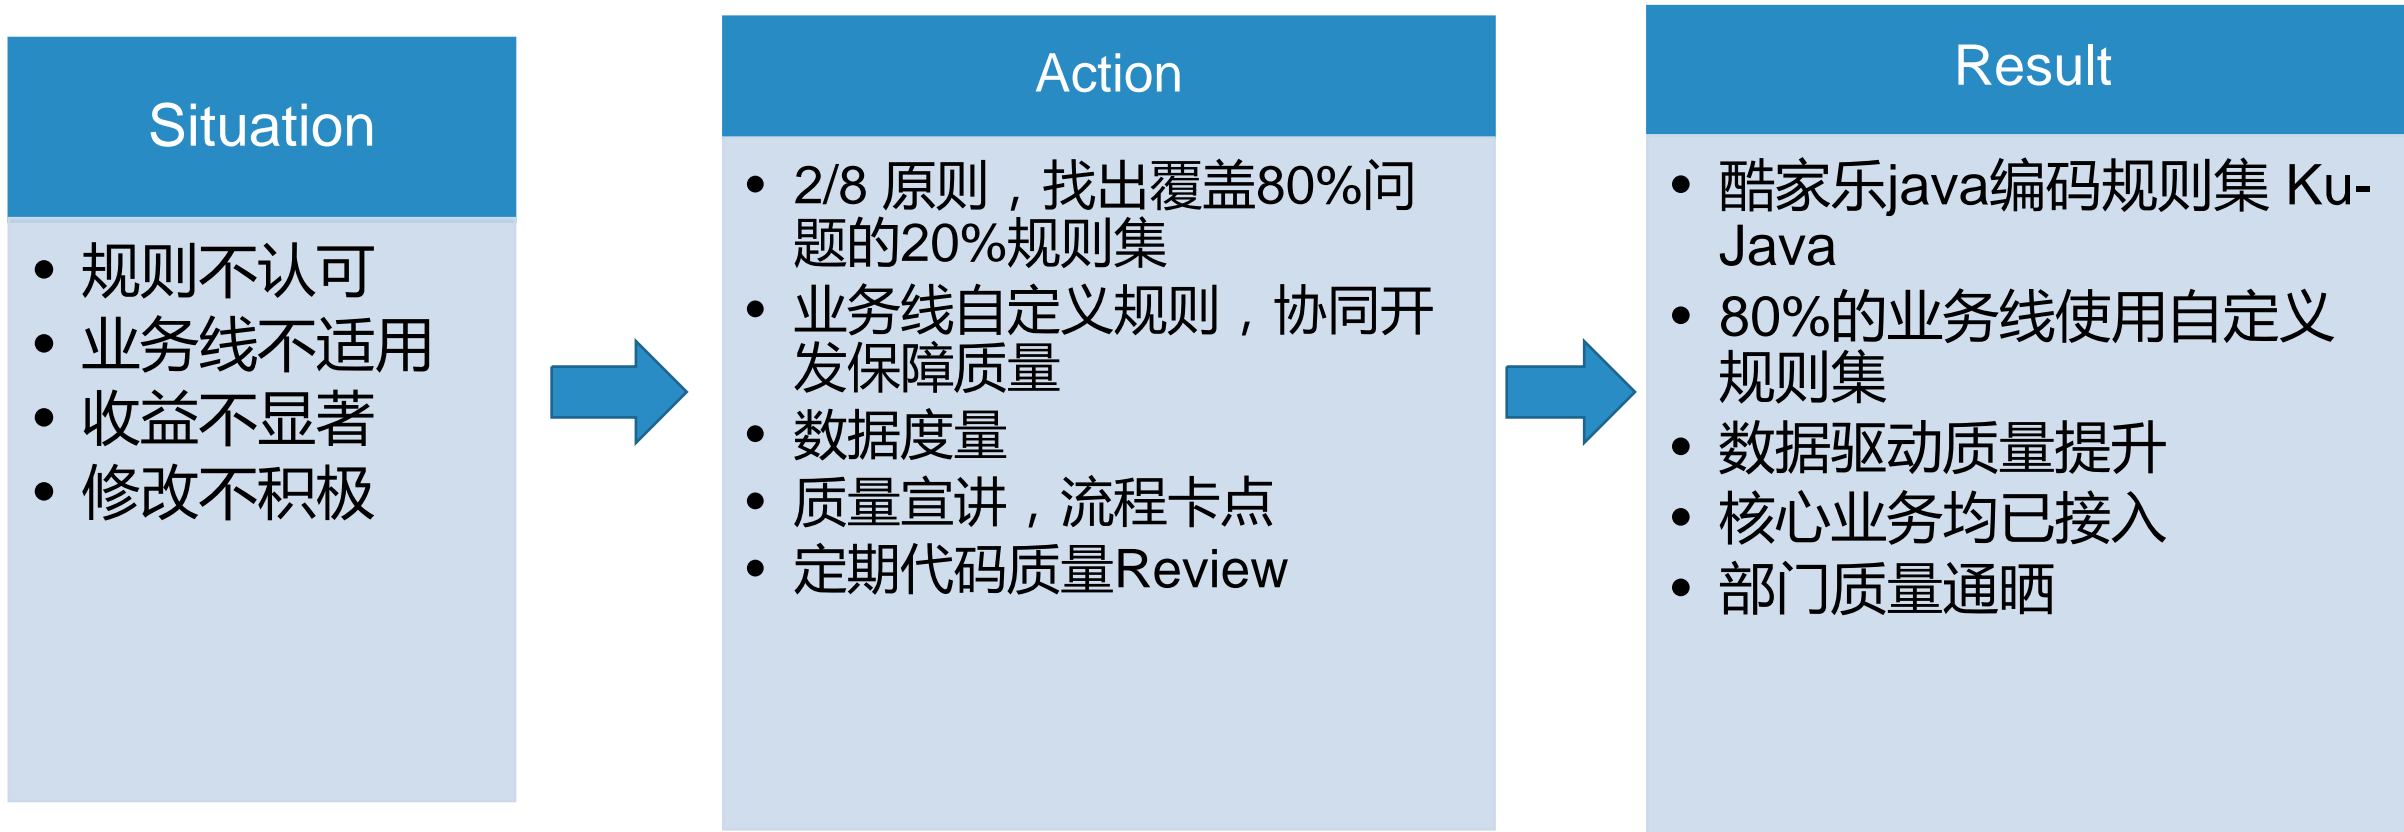 Situation
• 规则不认可
• 业务线不适用
• 收益不显著
• 修改不积极
Action
• 2/8 原则，找出覆盖80%问
题的20%规则集
• 业务线自定义规则，协同开
发保障质量
• 数据度量
• 质量宣讲，流程卡点
• 定期代码质量Review
Result
• 酷家乐java编码规则集 Ku-
Java
• 80%的业务线使用自定义
规则集
• 数据驱动质量提升
• 核心业务均已接入
• 部门质量通晒